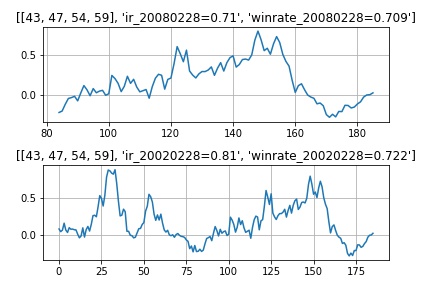 [[43, 47, 54, 59], 'ir_20080228=0.71', 'winrate_20080228=0.709']
0.5
0.0
80 100 120 140 160 180
[[43, 47, 54, 59], 'ir_20020228=0.81', 'winrate_20020228=0.722']
0.5
0.0
0 25 50 75 100 125 150 175